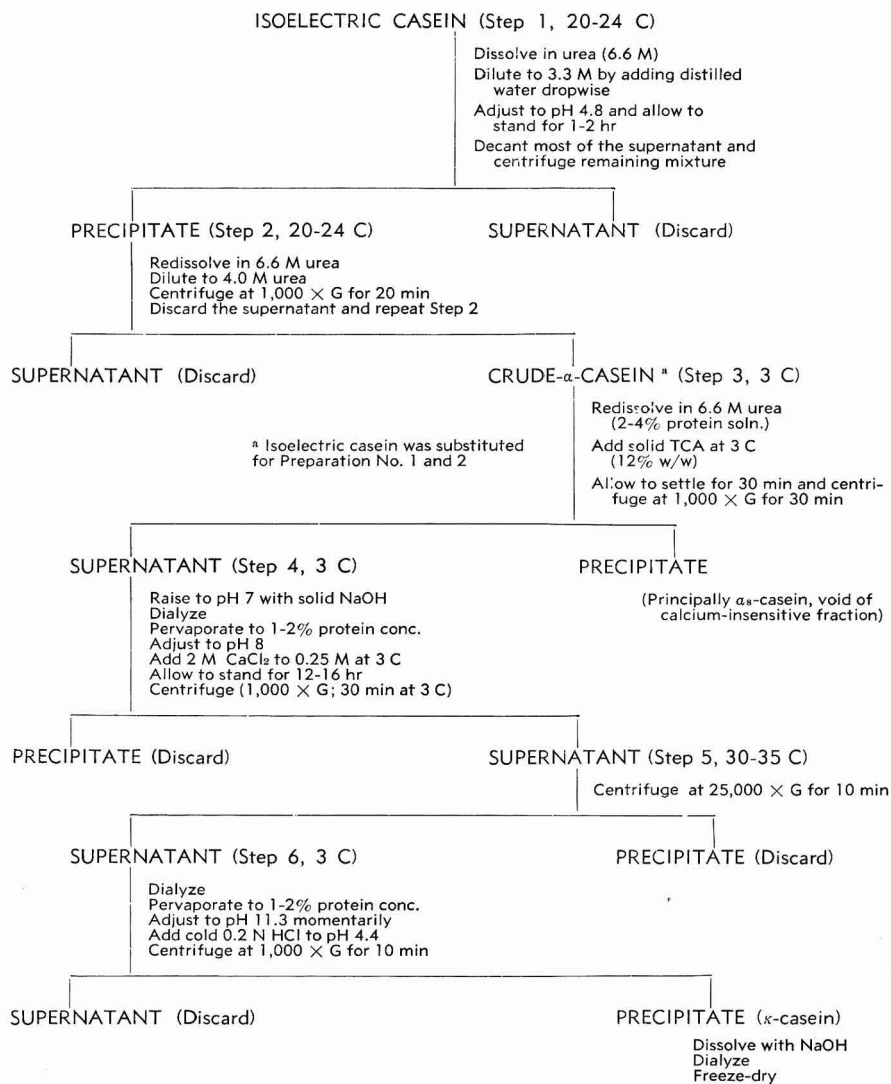 ISOELECTRIC CASEIN (Step 1, 20-24 C)
Dissolve in urea (6.6 M)
Dilute to 3.3 M by adding distilled
water dropwise
Adjust to pH 4.8 and allow to
stand for 1-2 hr
Decant most of the supernatant and
centrifuge remaining mixture
PRECIPITATE (Step 2, 20-24 C)
SUPERNATANT (Discard)
Redissolve in 6.6 M urea
Dilute to 4.0 M urea
Centrifuge at 1,000 × G for 20 min
Discard the supernatant and repeat Step 2
SUPERNATANT (Discard)
CRUDE-α-CASEIN ª (Step 3, 3 C)
Redissolve in 6.6 M urea
(2-4% protein soln.)
Add solid TCA at 3 C
(12% w/w)
Allow to settle for 30 min and centri-
fuge at 1,000 × G for 30 min
ª Isoelectric casein was substituted
for Preparation No. 1 and 2
SUPERNATANT (Step 4, 3 C)
PRECIPITATE
Raise to pH 7 with solid NaOH
Dialyze
Pervaporate to 1-2% protein conc.
Adjust to pH 8
Add 2 M CaCl₂ to 0.25 M at 3 C
Allow to stand for 12-16 hr
Centrifuge (1,000 × G; 30 min at 3 C)
(Principally αs-casein, void of
calcium-insensitive fraction)
PRECIPITATE (Discard)
SUPERNATANT (Step 5, 30-35 C)
Centrifuge at 25,000 × G for 10 min
SUPERNATANT (Step 6, 3 C)
PRECIPITATE (Discard)
Dialyze
Pervaporate to 1-2% protein conc.
Adjust to pH 11.3 momentarily
Add cold 0.2 N HCl to pH 4.4
Centrifuge at 1,000 × G for 10 min
SUPERNATANT (Discard)
PRECIPITATE (κ-casein)
Dissolve with NaOH
Dialyze
Freeze-dry